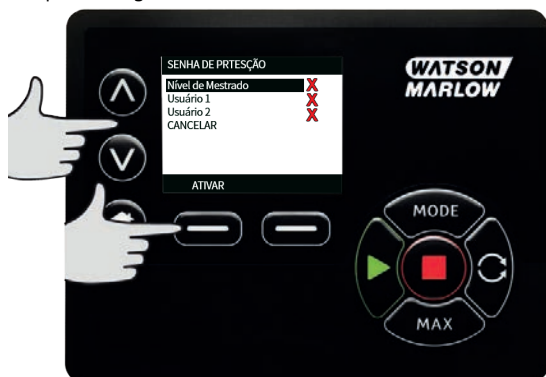 SENHA DE PRTESÇÃO
Nível de Mestrado
Usuário 1
Usuário 2
CANCELAR
ATIVAR
WATSON
MARLOW
MODE
MAX